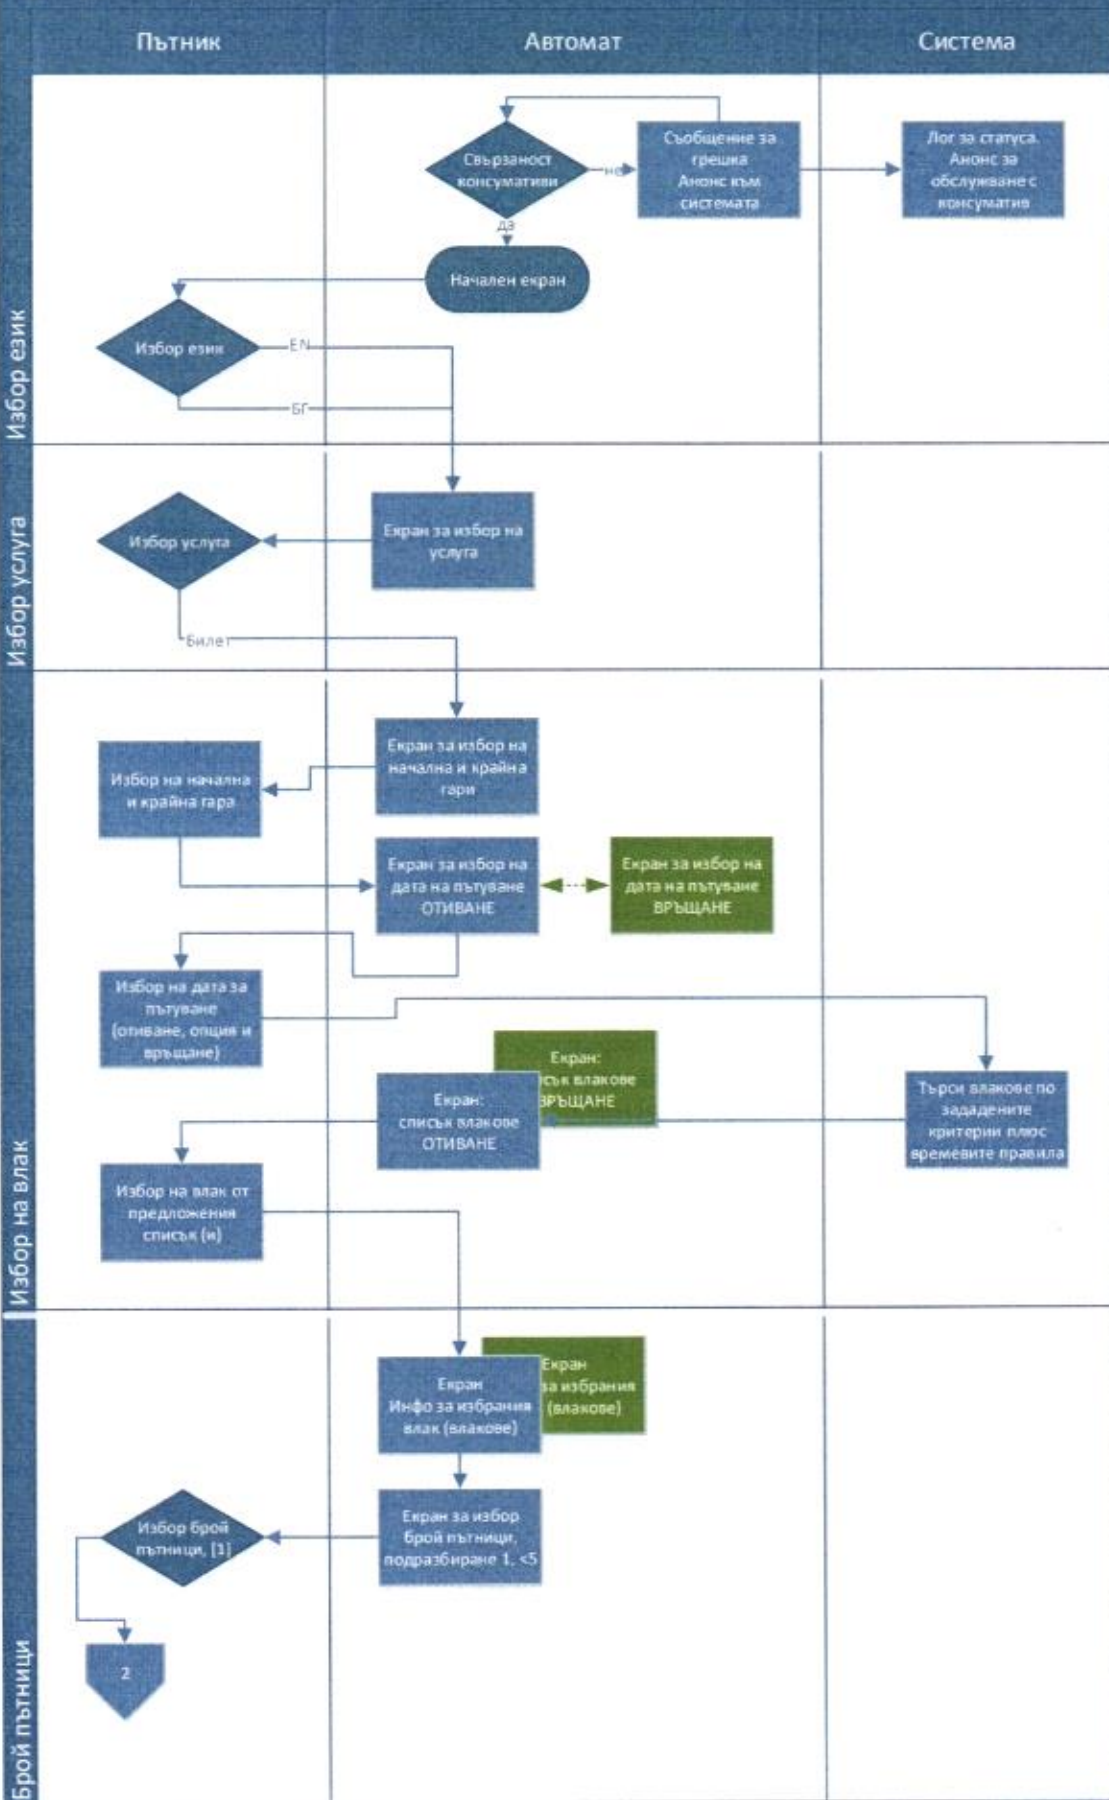 Пътник
Автомат
Система
Избор език
Свързаност
консумативи
не
Съобщение за
грешка
Анонс към
системата
Лог за статуса.
Анонс за
обслужване с
консуматив
да
Начален екран
Избор език
EN
БГ
Избор услуга
Избор услуга
Екран за избор на
услуга
Билет
Избор на влак
Екран за избор на
начална и крайна
гари
Избор на начална
и крайна гара
Екран за избор на
дата на пътуване
ОТИВАНЕ
Екран за избор на
дата на пътуване
ВРЪЩАНЕ
Избор на дата за
пътуване
(отиване, опция и
връщане)
Екран:
сък влакове
ВРЪЩАНЕ
Екран:
списък влакове
ОТИВАНЕ
Търси влакове по
зададените
критерии плюс
времевите правила
Избор на влак от
предложения
списък (и)
Брой пътници
Екран
за избрания
(влакове)
Екран
Инфо за избрания
влак (влакове)
Екран за избор
брой пътници,
подразбиране 1, <5
Избор брой
пътници, [1]
2